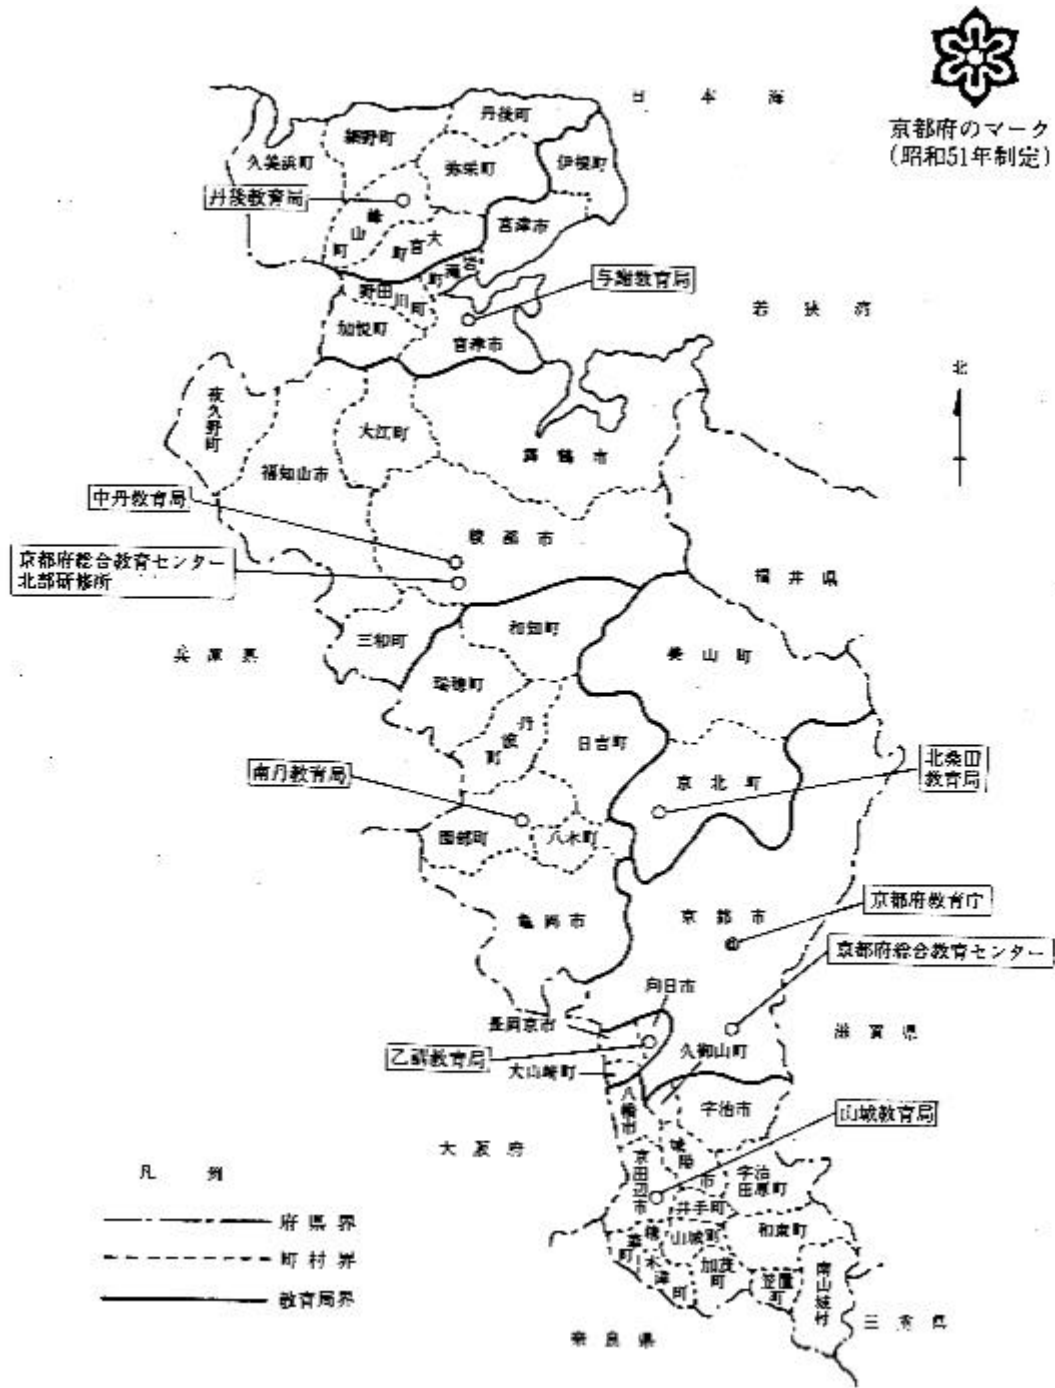 京都府のマーク
(昭和51年制定)
日本海
丹後町
網野町
久美浜町
弥栄町
伊根町
丹後教育局
峰山町
大宮町
宮津市
岩滝町
与謝教育局
野田川町
若狭湾
加悦町
宮津市
北
夜久野町
大江町
舞鶴市
福知山市
中丹教育局
綾部市
京都府総合教育センター
北部研修所
福井県
三和町
和知町
兵庫県
美山町
瑞穂町
丹波町
日吉町
北桑田
教育局
南丹教育局
京北町
園部町
八木町
京都府教育庁
亀岡市
京都市
京都府総合教育センター
向日市
長岡京市
滋賀県
乙訓教育局
久御山町
大山崎町
八幡市
宇治市
山城教育局
大阪府
城陽市
京田辺市
宇治
田原町
凡例
井手町
府県界
山城町
和束町
精華町
町村界
加茂町
木津町
笠置町
南山城村
教育局界
三重県
奈良県